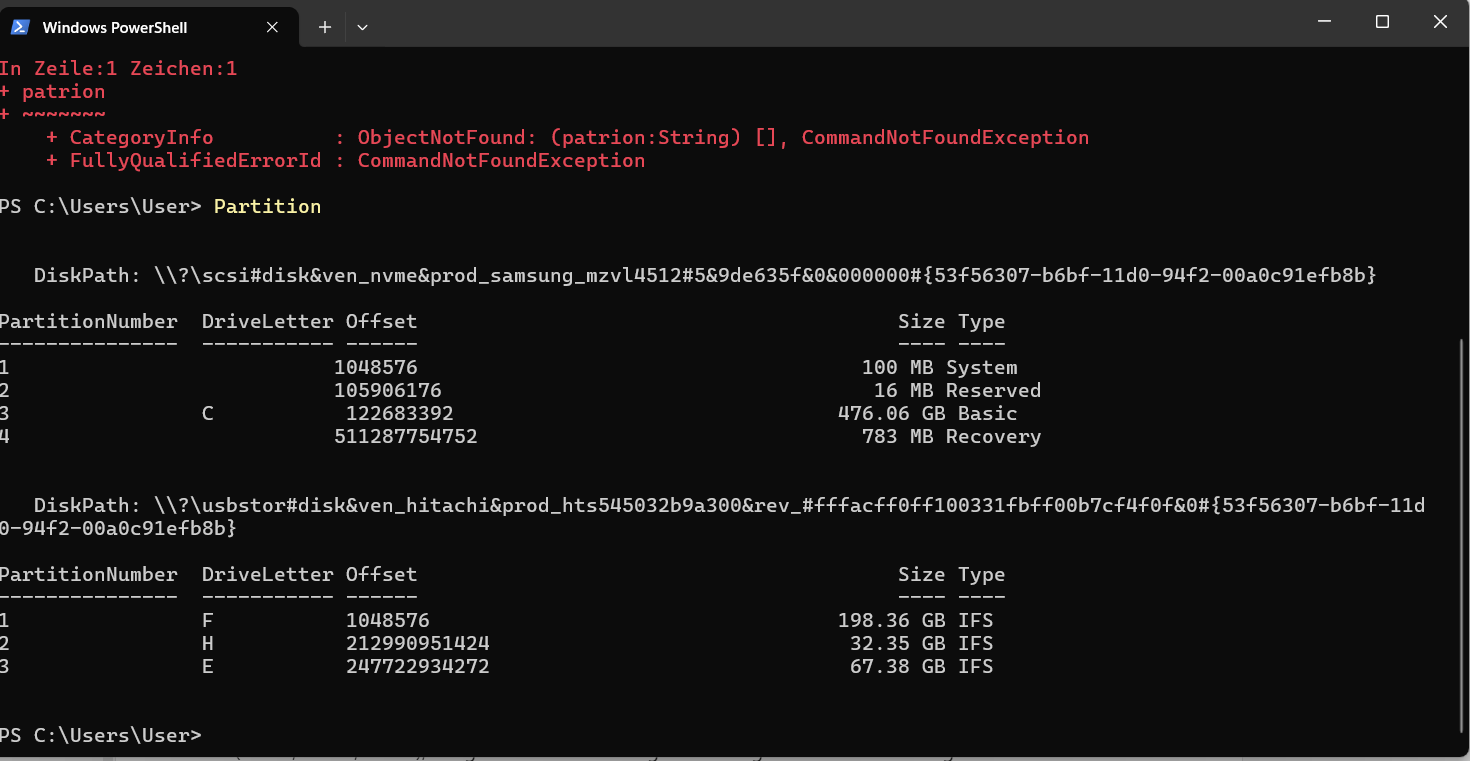 Windows PowerShell
In Zeile:1 Zeichen:1
+ patrion
+ ~~~~~~~
    + CategoryInfo          : ObjectNotFound: (patrion:String) [], CommandNotFoundException
    + FullyQualifiedErrorId : CommandNotFoundException
PS C:\Users\User> Partition
   DiskPath: \\?\scsi#disk&ven_nvme&prod_samsung_mzvl4512#5&9de635f&0&000000#{53f56307-b6bf-11d0-94f2-00a0c91efb8b}
PartitionNumber  DriveLetter Offset                                        Size Type
---------------  ----------- ------                                        ---- ----
1                           1048576                                     100 MB System
2                           105906176                                    16 MB Reserved
3                C           122683392                                476.06 GB Basic
4                           511287754752                                783 MB Recovery
   DiskPath: \\?\usbstor#disk&ven_hitachi&prod_hts545032b9a300&rev_#fffacff0ff100331fbff00b7cf4f0f&0#{53f56307-b6bf-11d
0-94f2-00a0c91efb8b}
PartitionNumber  DriveLetter Offset                                        Size Type
---------------  ----------- ------                                        ---- ----
1                F           1048576                                  198.36 GB IFS
2                H           212990951424                              32.35 GB IFS
3                E           247722934272                              67.38 GB IFS
PS C:\Users\User>